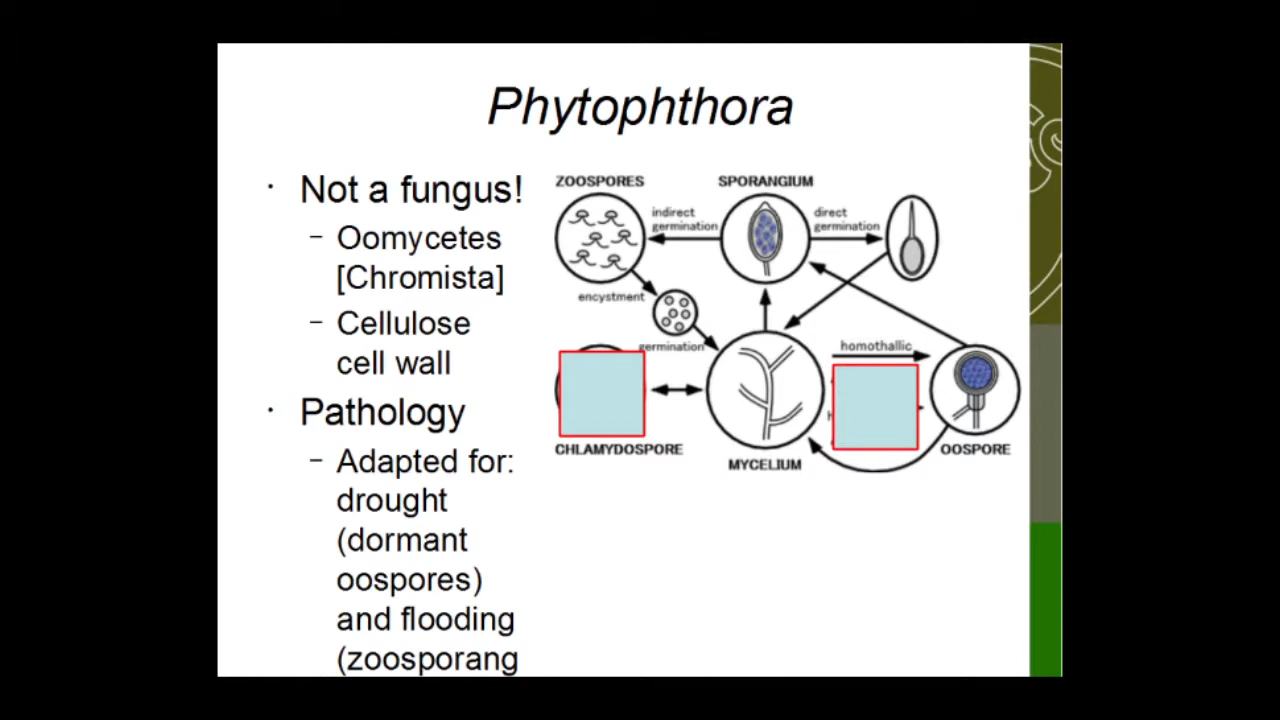 Phytophthora
· Not a fungus!
– Oomycetes
[Chromista]
– Cellulose
cell wall
· Pathology
– Adapted for:
drought
(dormant
oospores)
and flooding
(zoosporang
ZOOSPORES
SPORANGIUM
indirect
germination
direct
germination
encystment
germination
homothallic
CHLAMYDOSPORE
MYCELIUM
OOSPORE